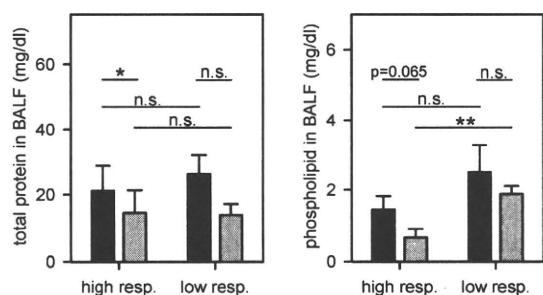 total protein in BALF (mg/dl)
60
40
20
0
*
n.s.
n.s.
n.s.
high resp.
low resp.
phospholipid in BALF (mg/dl)
6
4
2
0
p=0.065
n.s.
n.s.
**
high resp.
low resp.